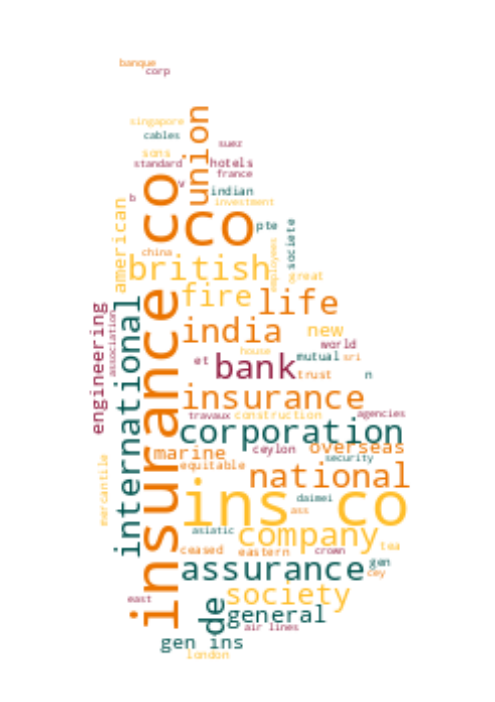 banque
corp
singapore
cables
union
suez
sons
standard
hotels
france
v
indian
b
investment
american
insurance co
co
pte
societe
employees
china
british
great
fire
life
engineering
association
international
india
new
world
house
et
bank
mutual
sri
trust
n
insurance
travaux
construction
agencies
corporation
marine
ceylon
overseas
security
equitable
national
mercantile
ins co
daimei
ass
asiatic
company
tea
ceased
eastern
crown
assurance
gen
cey
society
east
de
general
air lines
gen ins
london